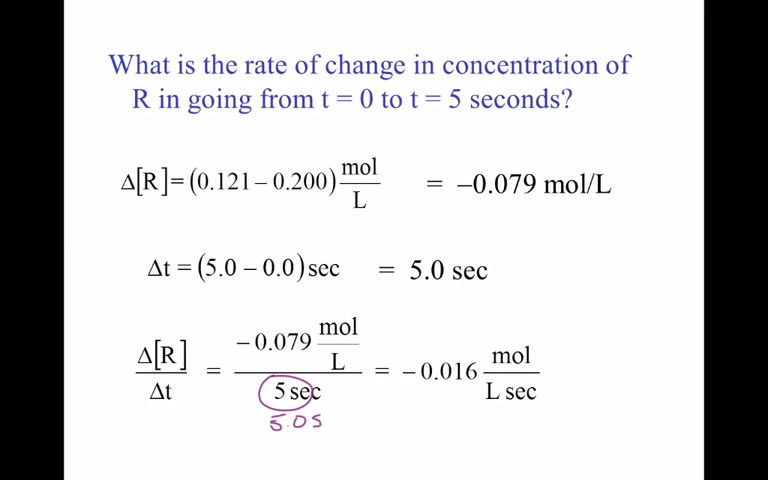 What is the rate of change in concentration of
R in going from t = 0 to t = 5 seconds?
Δ[R] = (0.121 – 0.200) mol/L = –0.079 mol/L
Δt = (5.0 – 0.0) sec = 5.0 sec
Δ[R]/Δt = – 0.079 mol/L / 5 sec = – 0.016 mol/L sec
5.0 s